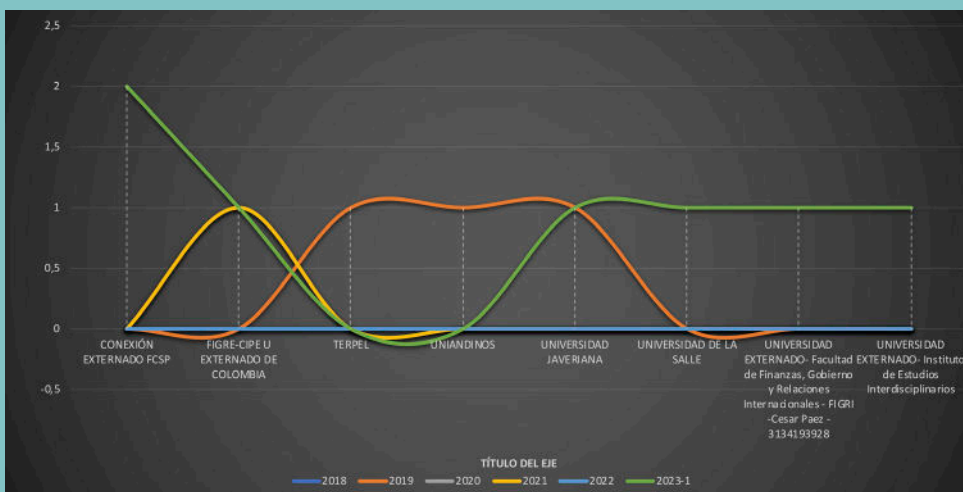 2,5
2
1,5
1
0,5
0
-0,5
CONEXIÓN
EXTERNADO FCSP
FIGRE-CIPE U
EXTERNADO DE
COLOMBIA
TERPEL
UNIANDINOS
UNIVERSIDAD
JAVERIANA
UNIVERSIDAD DE LA
SALLE
UNIVERSIDAD
EXTERNADO- Facultad
de Finanzas, Gobierno
y Relaciones
Internacionales - FIGRI
-Cesar Paez -
3134193928
UNIVERSIDAD
EXTERNADO- Instituto
de Estudios
Interdisciplinarios
TÍTULO DEL EJE
2018 2019 2020 2021 2022 2023-1